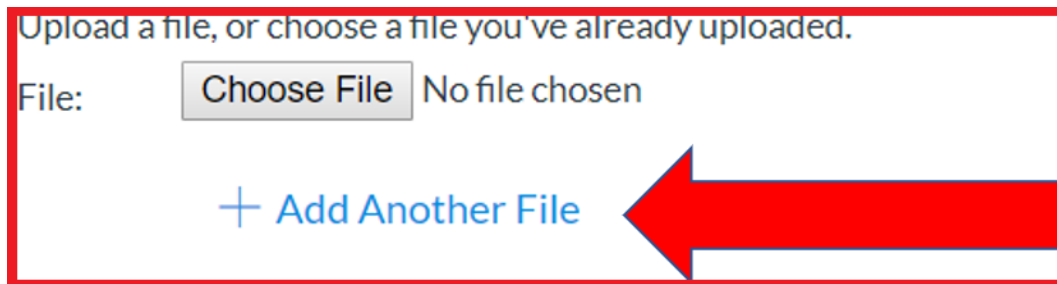 Upload a file, or choose a file you've already uploaded.
File: Choose File No file chosen
+ Add Another File